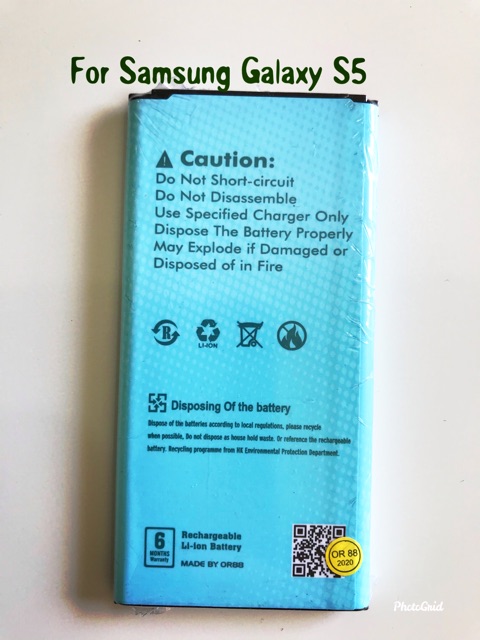 For Samsung Galaxy S5
Caution:
Do Not Short-circuit
Do Not Disassemble
Use Specified Charger Only
Dispose The Battery Properly
May Explode if Damaged or
Disposed of in Fire
R
LI-ION
Disposing Of the battery
Dispose of the batteries according to local regulations, please recycle
when possible, Do not dispose as house hold waste. Or reference the rechargeable
battery. Recycling programme from HK Environmental Protection Department.
6
MONTHS
Warranty
Rechargeable
Li-Ion Battery
MADE BY OR88
OR 88
2020
PhotoGrid